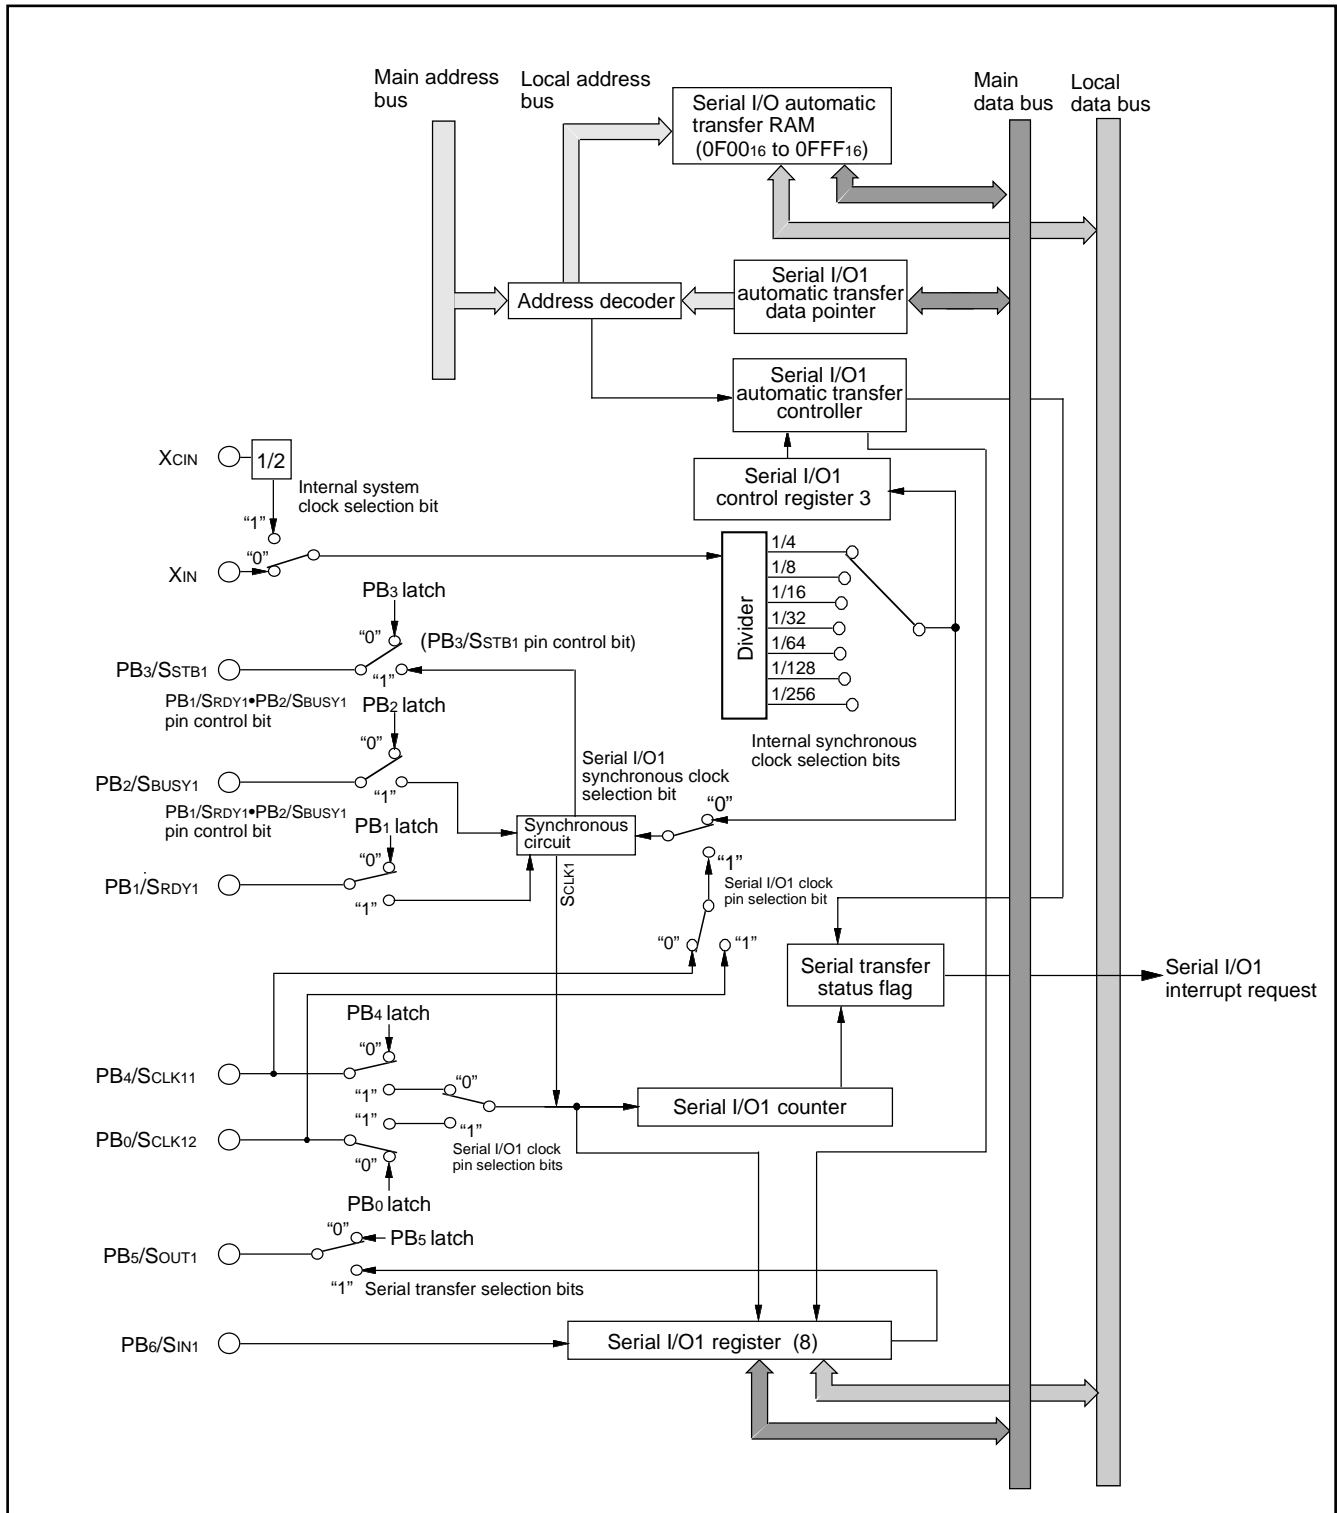 Main address
bus
Local address
bus
Main
data bus
Local
data bus
Serial I/O automatic
transfer RAM
(0F0016 to 0FFF16)
Address decoder
Serial I/O1
automatic transfer
data pointer
Serial I/O1
automatic transfer
controller
XCIN
1/2
Internal system
clock selection bit
“1”
“0”
XIN
Serial I/O1
control register 3
Divider
1/4
1/8
1/16
1/32
1/64
1/128
1/256
Internal synchronous
clock selection bits
PB3 latch
“0”
(PB3/SSTB1 pin control bit)
PB3/SSTB1
“1”
PB1/SRDY1•PB2/SBUSY1
pin control bit
PB2 latch
“0”
PB2/SBUSY1
“1”
PB1/SRDY1•PB2/SBUSY1
pin control bit
Serial I/O1
synchronous clock
selection bit
“0”
Synchronous
circuit
PB1 latch
“0”
PB1/SRDY1
“1”
SCLK1
“1”
Serial I/O1 clock
pin selection bit
“0”
“1”
Serial transfer
status flag
Serial I/O1
interrupt request
PB4 latch
“0”
PB4/SCLK11
“1”
“0”
Serial I/O1 counter
“1”
“1”
PB0/SCLK12
Serial I/O1 clock
pin selection bits
“0”
PB0 latch
“0”
PB5 latch
PB5/SOUT1
“1”
Serial transfer selection bits
PB6/SIN1
Serial I/O1 register (8)